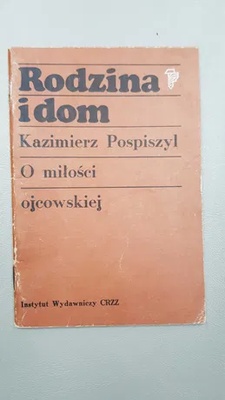 Rodzina
i dom
Kazimierz Pospiszyl
O miłości
ojcowskiej
Instytut Wydawniczy CRZZ